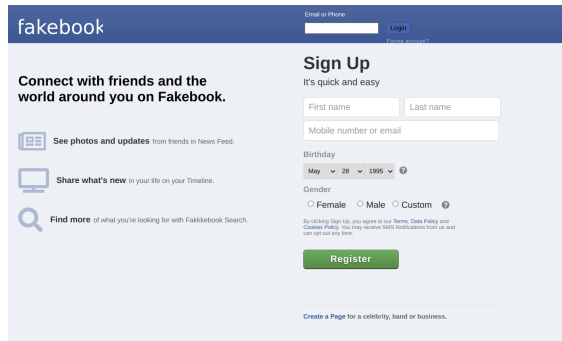 fakebook
Email or Phone
Login
Forgot account?
Connect with friends and the
world around you on Fakebook.
See photos and updates from friends in News Feed.
Share what's new in your life on your Timeline.
Find more of what you're looking for with Fakkkebook Search.
Sign Up
It's quick and easy
First name Last name
Mobile number or email
Birthday
May 28 1995 ?
Gender
Female Male Custom ?
By clicking Sign Up, you agree to our Terms, Data Policy and
Cookies Policy. You may receive SMS Notifications from us and
can opt out any time.
Register
Create a Page for a celebrity, band or business.